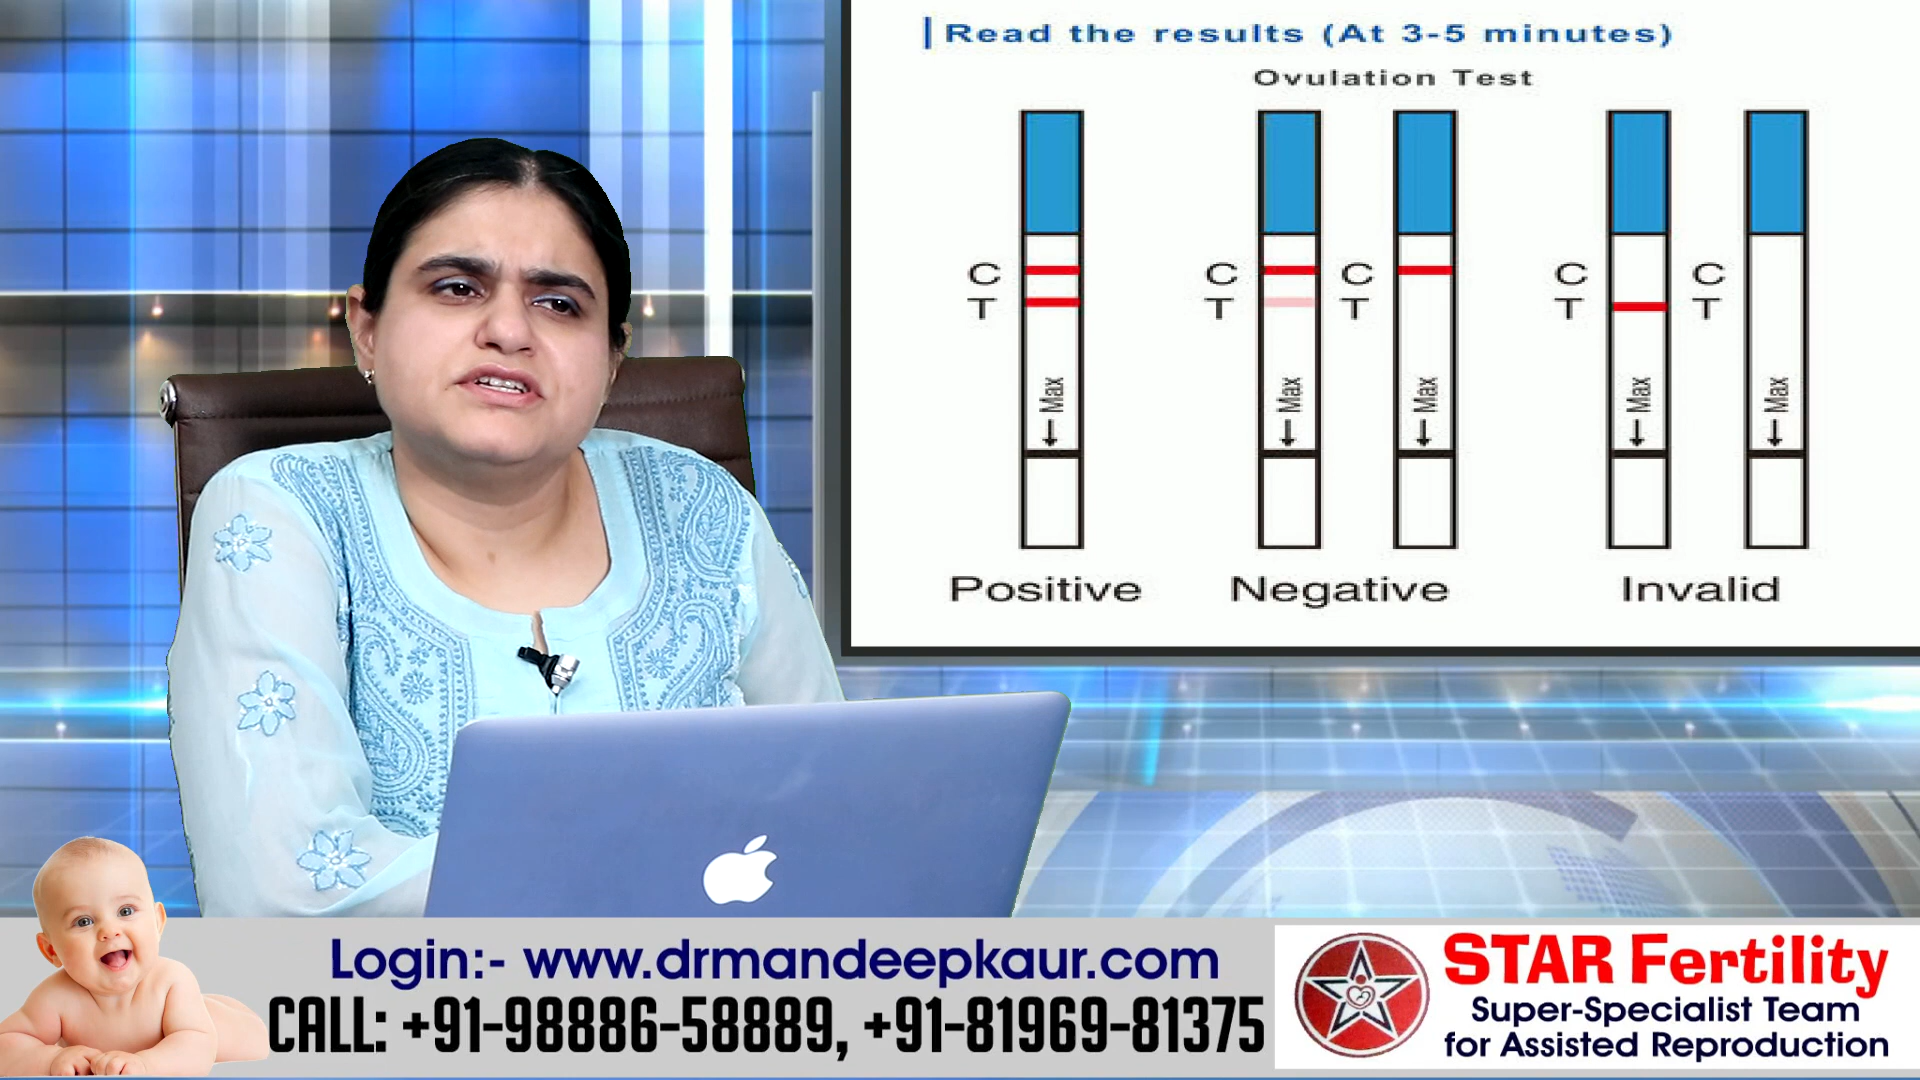 Read the results (At 3-5 minutes)
Ovulation Test
C
T
C
T
C
T
C
T
C
T
← Max
← Max
← Max
← Max
← Max
Positive
Negative
Invalid
Login:- www.drmandeepkaur.com
CALL: +91-98886-58889, +91-81969-81375
STAR Fertility
Super-Specialist Team
for Assisted Reproduction